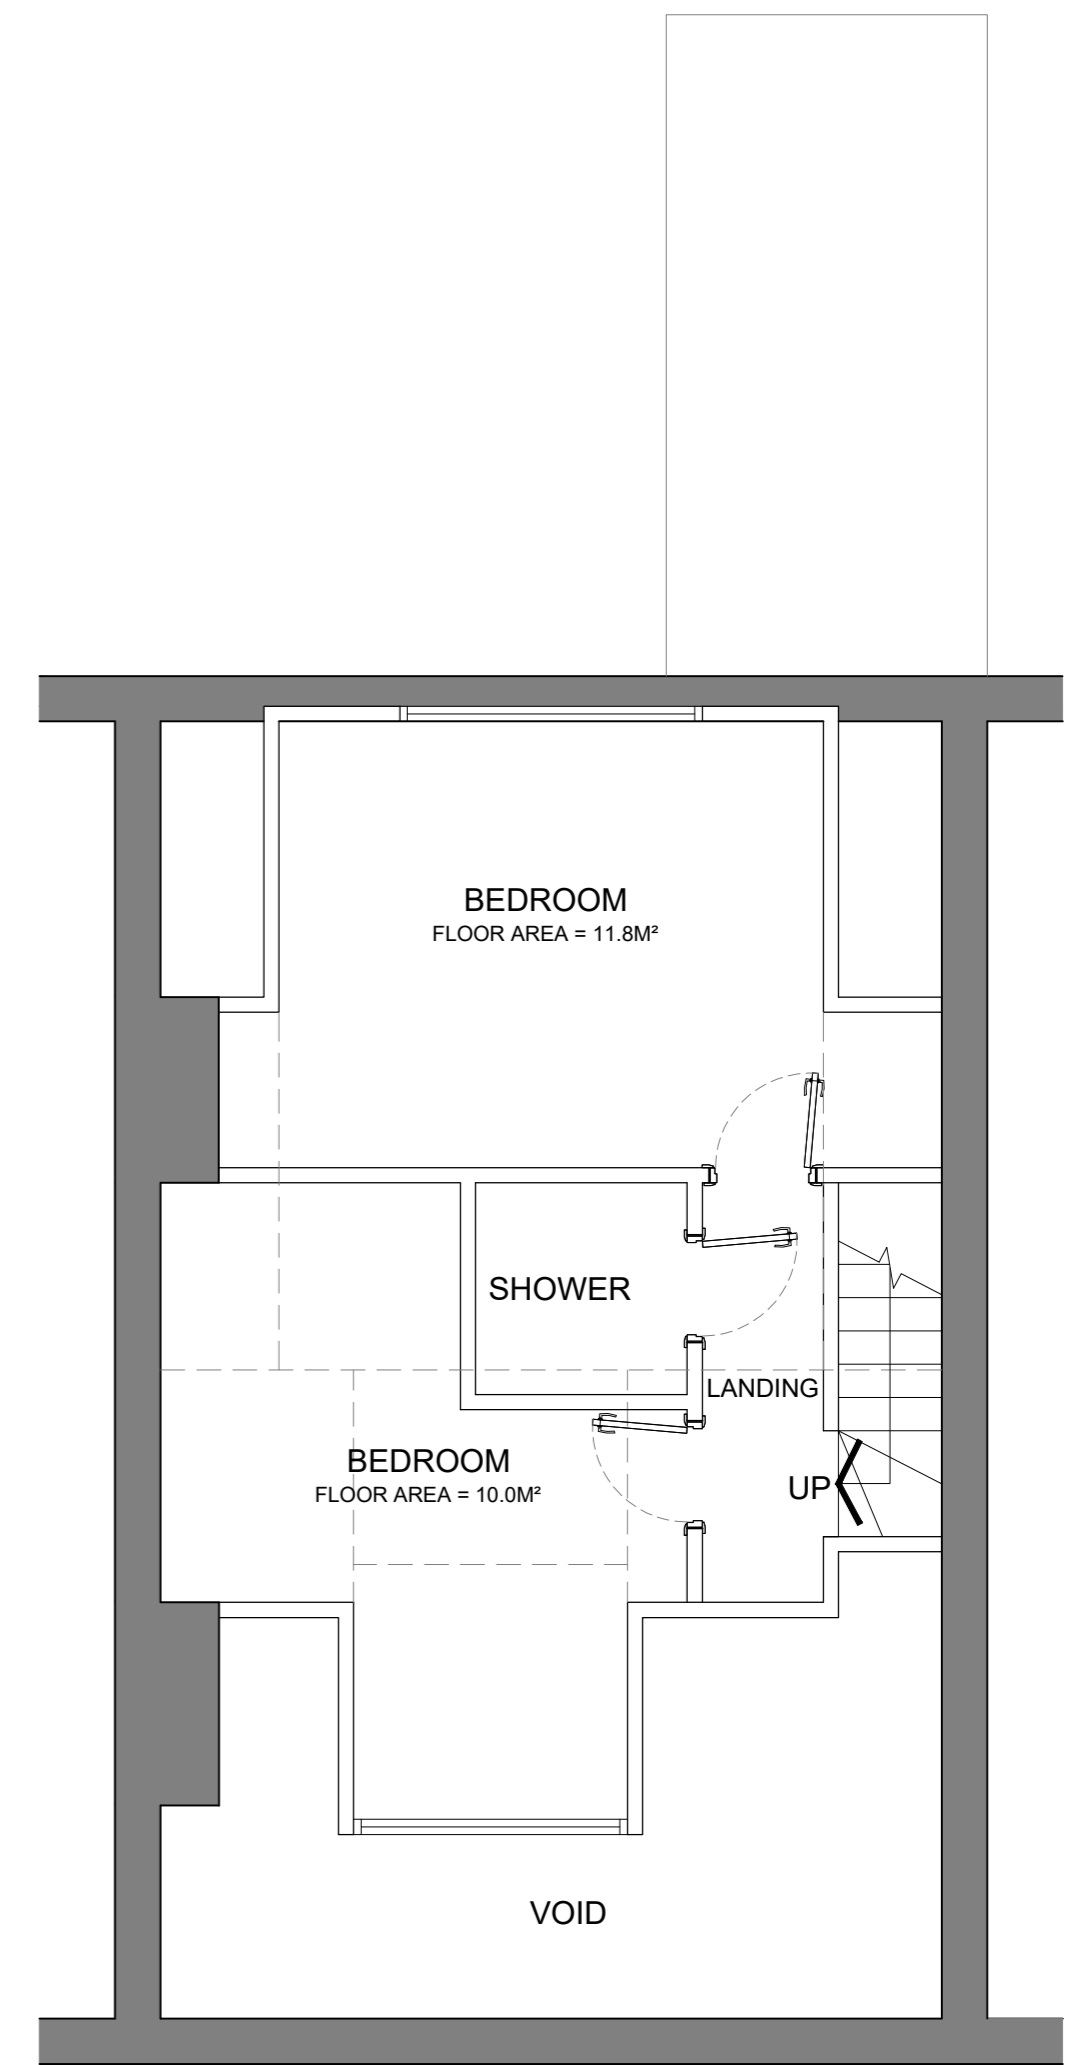 BEDROOM
FLOOR AREA = 11.8M²
SHOWER
LANDING
BEDROOM
FLOOR AREA = 10.0M²
UP
VOID